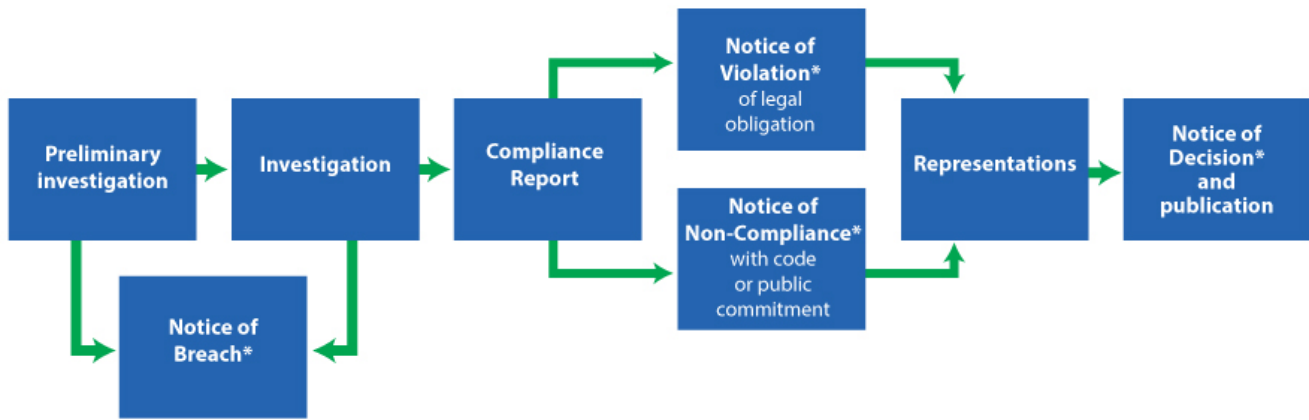 Preliminary
investigation
Investigation
Notice of
Breach*
Compliance
Report
Notice of
Violation*
of legal
obligation
Notice of
Non-Compliance*
with code
or public
commitment
Representations
Notice of
Decision*
and
publication